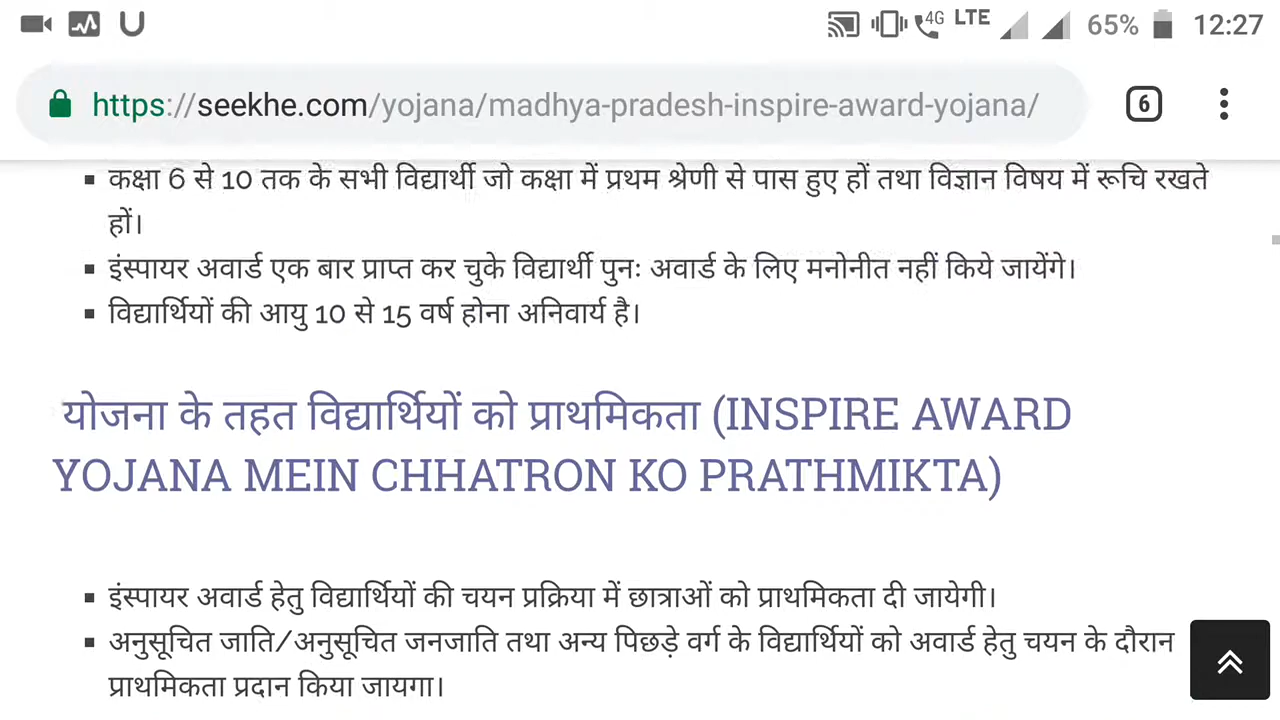 4G LTE 65% 12:27
https://seekhe.com/yojana/madhya-pradesh-inspire-award-yojana/ 6
▪ कक्षा 6 से 10 तक के सभी विद्यार्थी जो कक्षा में प्रथम श्रेणी से पास हुए हों तथा विज्ञान विषय में रूचि रखते
हों।
▪ इंस्पायर अवार्ड एक बार प्राप्त कर चुके विद्यार्थी पुनः अवार्ड के लिए मनोनीत नहीं किये जायेंगे।
▪ विद्यार्थियों की आयु 10 से 15 वर्ष होना अनिवार्य है।
योजना के तहत विद्यार्थियों को प्राथमिकता (INSPIRE AWARD
YOJANA MEIN CHHATRON KO PRATHMIKTA)
▪ इंस्पायर अवार्ड हेतु विद्यार्थियों की चयन प्रक्रिया में छात्राओं को प्राथमिकता दी जायेगी।
▪ अनुसूचित जाति/अनुसूचित जनजाति तथा अन्य पिछड़े वर्ग के विद्यार्थियों को अवार्ड हेतु चयन के दौरान
प्राथमिकता प्रदान किया जायगा।